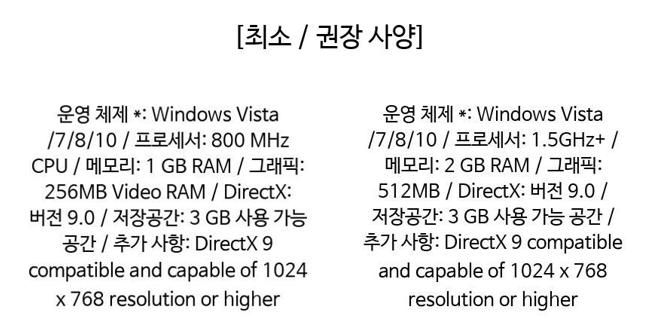 [최소 / 권장 사양]
운영 체제 *: Windows Vista
/7/8/10 / 프로세서: 800 MHz
CPU / 메모리: 1 GB RAM / 그래픽:
256MB Video RAM / DirectX:
버전 9.0 / 저장공간: 3 GB 사용 가능
공간 / 추가 사항: DirectX 9
compatible and capable of 1024
x 768 resolution or higher
운영 체제 *: Windows Vista
/7/8/10 / 프로세서: 1.5GHz+ /
메모리: 2 GB RAM / 그래픽:
512MB / DirectX: 버전 9.0 /
저장공간: 3 GB 사용 가능 공간 /
추가 사항: DirectX 9 compatible
and capable of 1024 x 768
resolution or higher